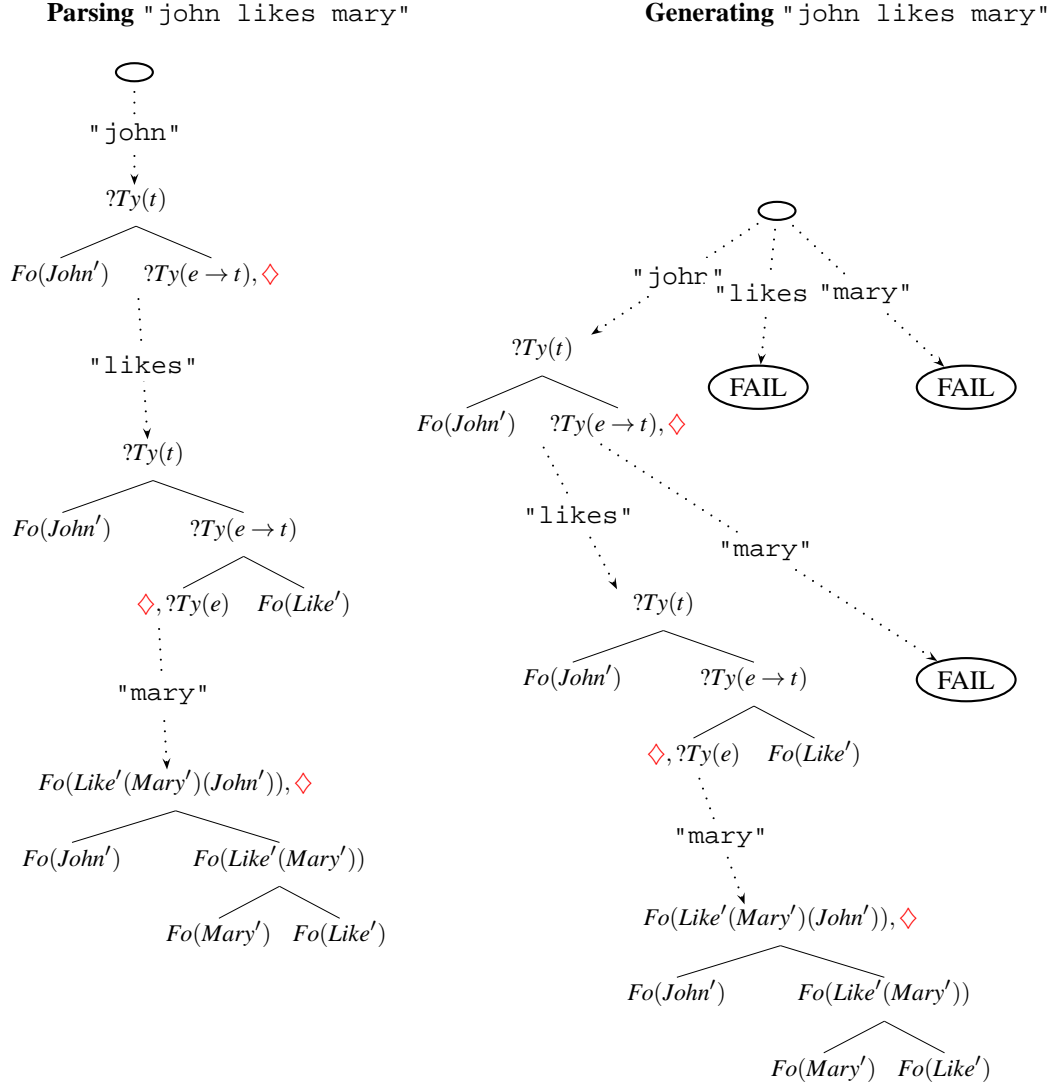 Parsing "john likes mary"
"john"
?Ty(t)
Fo(John′) ?Ty(e → t), ♢
"likes"
?Ty(t)
Fo(John′) ?Ty(e → t)
♢, ?Ty(e) Fo(Like′)
"mary"
Fo(Like′(Mary′)(John′)), ♢
Fo(John′) Fo(Like′(Mary′))
Fo(Mary′) Fo(Like′)
Generating "john likes mary"
"john" "likes "mary"
?Ty(t)
FAIL FAIL
Fo(John′) ?Ty(e → t), ♢
"likes"
"mary"
?Ty(t)
Fo(John′) ?Ty(e → t) FAIL
♢, ?Ty(e) Fo(Like′)
"mary"
Fo(Like′(Mary′)(John′)), ♢
Fo(John′) Fo(Like′(Mary′))
Fo(Mary′) Fo(Like′)